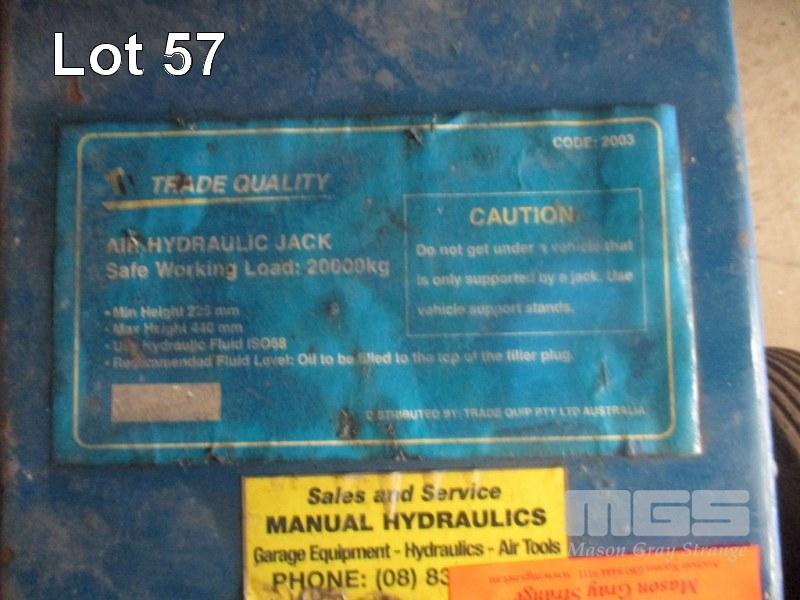 Lot 57
CODE: 2003
TRADE QUALITY
AIR HYDRAULIC JACK
Safe Working Load: 20000kg
• Min Height 225 mm
• Max Height 440 mm
• Use Hydraulic Fluid ISO68
• Recommended Fluid Level: Oil to be filled to the top of the filler plug.
CAUTION
Do not get under a vehicle that
is only supported by a jack. Use
vehicle support stands.
DISTRIBUTED BY: TRADE QUIP PTY LTD AUSTRALIA
Sales and Service
MANUAL HYDRAULICS
Garage Equipment - Hydraulics - Air Tools
PHONE: (08) 83
MGS
Mason Gray Strange
Mason Gray Strange